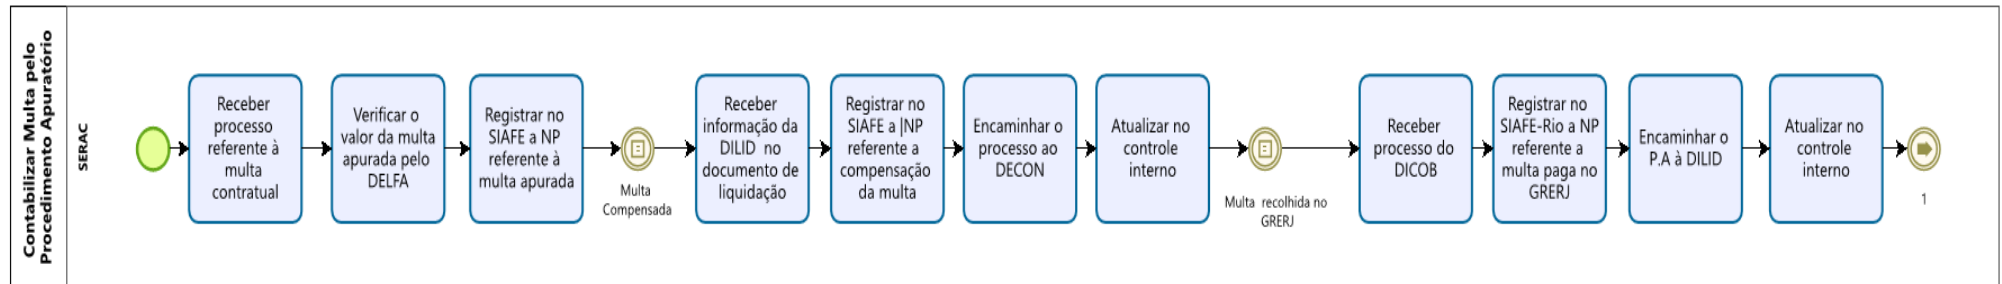 Contabilizar Multa pelo
Procedimento Apuratório
SERAC
Receber
processo
referente à
multa
contratual
Verificar o
valor da multa
apurada pelo
DELFA
Registrar no
SIAFE a NP
referente à
multa apurada
Multa
Compensada
Receber
informação da
DILID no
documento de
liquidação
Registrar no
SIAFE a |NP
referente a
compensação
da multa
Encaminhar o
processo ao
DECON
Atualizar no
controle
interno
Multa recolhida no
GRERJ
Receber
processo do
DICOB
Registrar no
SIAFE-Rio a NP
referente a
multa paga no
GRERJ
Encaminhar o
P.A à DILID
Atualizar no
controle
interno
1